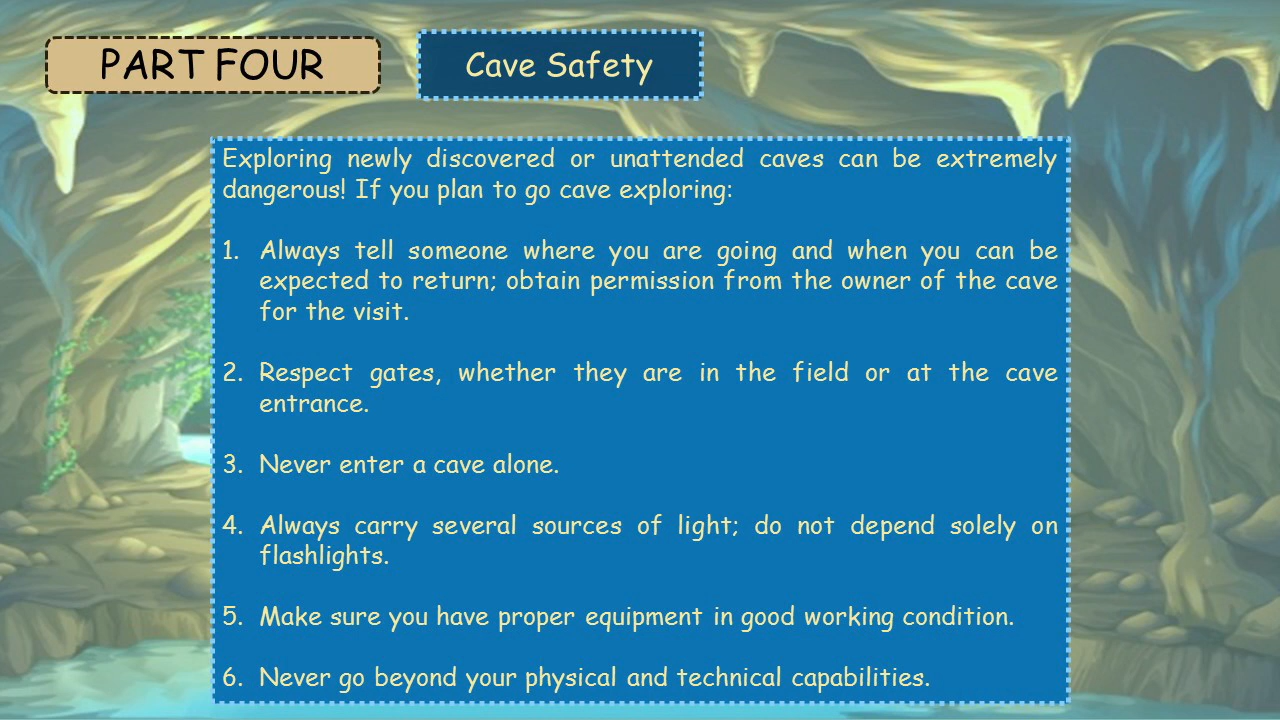 PART FOUR
Cave Safety
Exploring newly discovered or unattended caves can be extremely
dangerous! If you plan to go cave exploring:
1. Always tell someone where you are going and when you can be
expected to return; obtain permission from the owner of the cave
for the visit.
2. Respect gates, whether they are in the field or at the cave
entrance.
3. Never enter a cave alone.
4. Always carry several sources of light; do not depend solely on
flashlights.
5. Make sure you have proper equipment in good working condition.
6. Never go beyond your physical and technical capabilities.